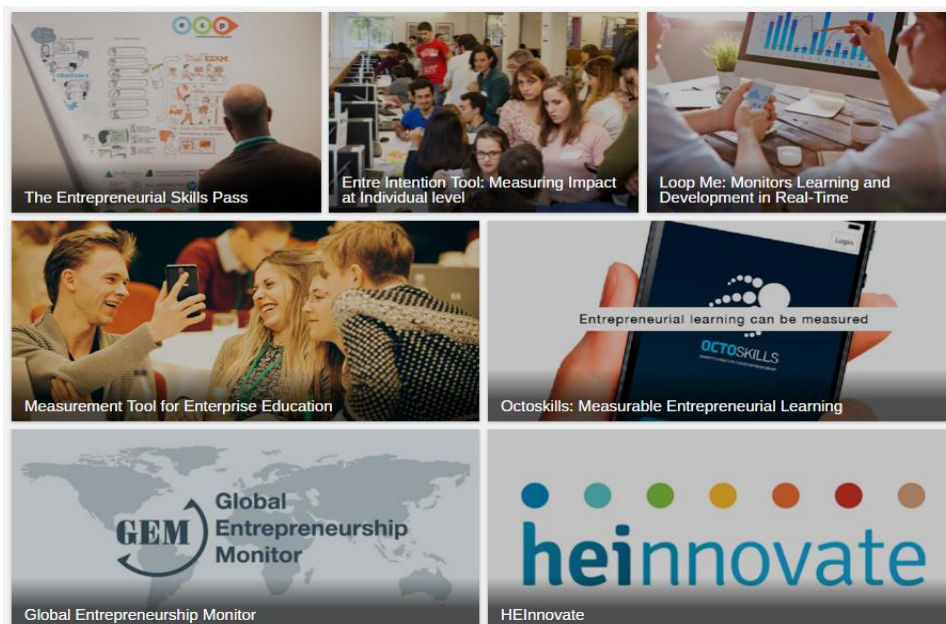 esp
EXAM
COMPANY
The Entrepreneurial Skills Pass
Entre Intention Tool: Measuring Impact
at Individual level
Loop Me: Monitors Learning and
Development in Real-Time
Measurement Tool for Enterprise Education
Login
Entrepreneurial learning can be measured
OCTOSKILLS
Octoskills: Measurable Entrepreneurial Learning
GEM
Global
Entrepreneurship
Monitor
Global Entrepreneurship Monitor
heinnovate
HEInnovate